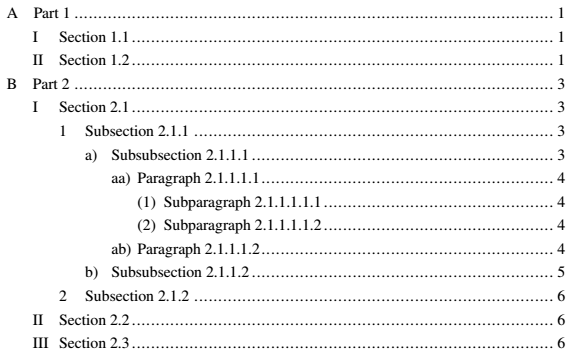 A Part 1 ........................................ 1
I Section 1.1 ........................................ 1
II Section 1.2 ........................................ 1
B Part 2 ........................................ 3
I Section 2.1 ........................................ 3
1 Subsection 2.1.1 ........................................ 3
a) Subsubsection 2.1.1.1 ........................................ 3
aa) Paragraph 2.1.1.1.1 ........................................ 4
(1) Subparagraph 2.1.1.1.1.1 ........................................ 4
(2) Subparagraph 2.1.1.1.1.2 ........................................ 4
ab) Paragraph 2.1.1.1.2 ........................................ 4
b) Subsubsection 2.1.1.2 ........................................ 5
2 Subsection 2.1.2 ........................................ 6
II Section 2.2 ........................................ 6
III Section 2.3 ........................................ 6